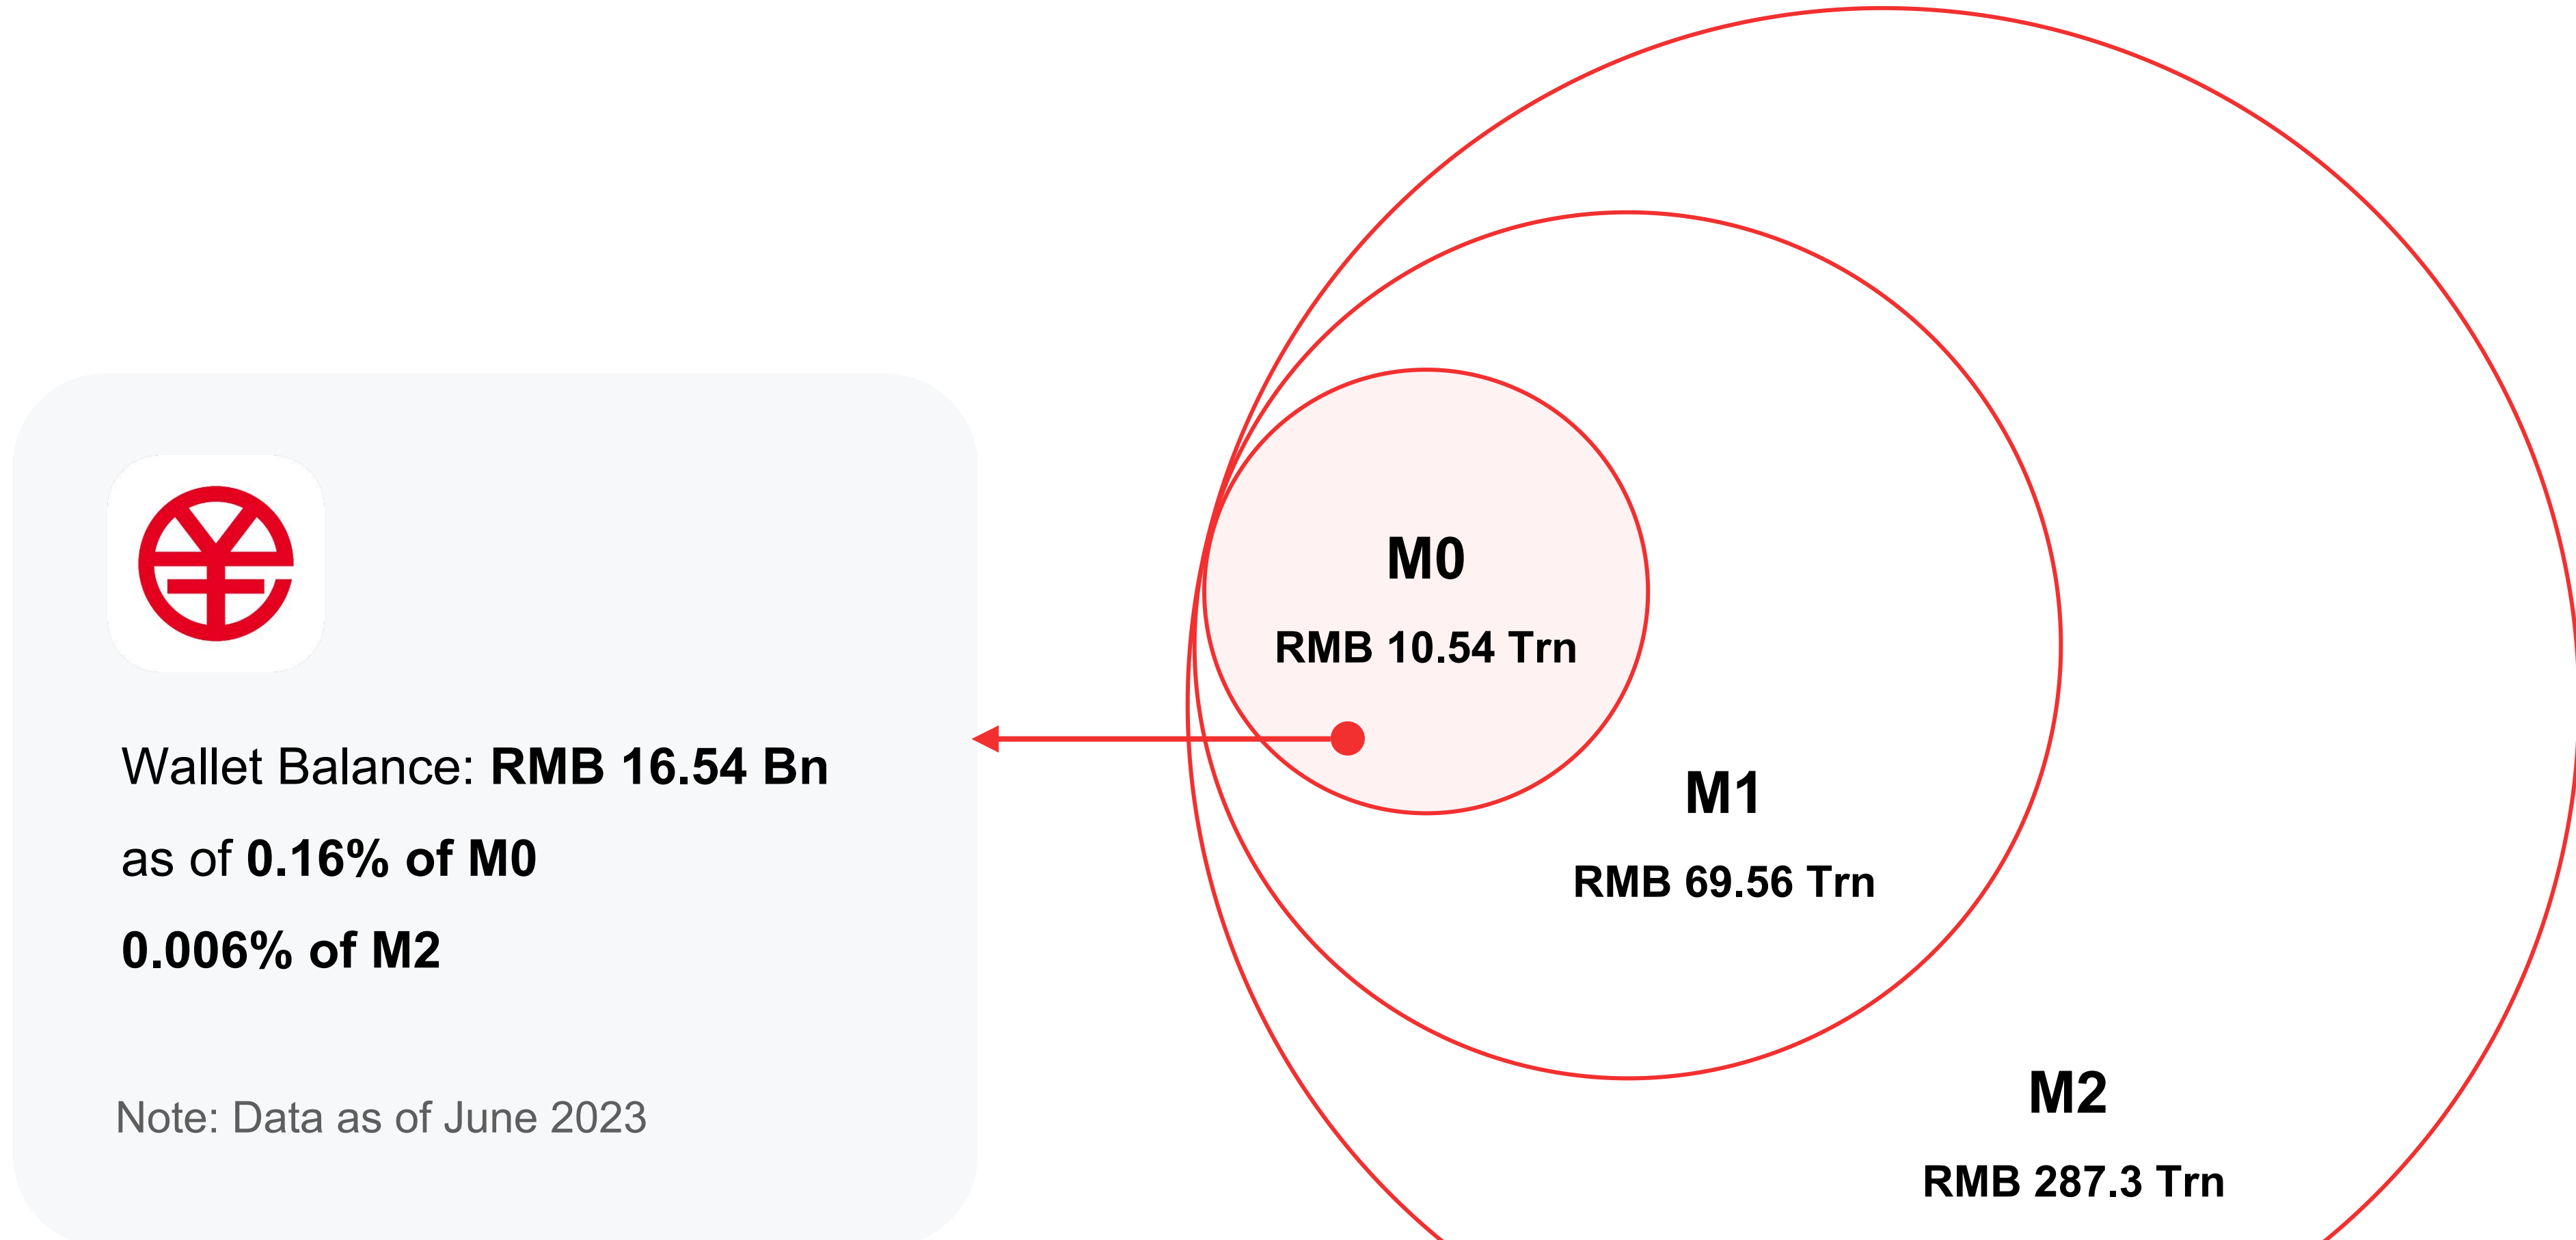 M0
RMB 10.54 Trn
Wallet Balance: RMB 16.54 Bn
as of 0.16% of M0
0.006% of M2
Note: Data as of June 2023
M1
RMB 69.56 Trn
M2
RMB 287.3 Trn